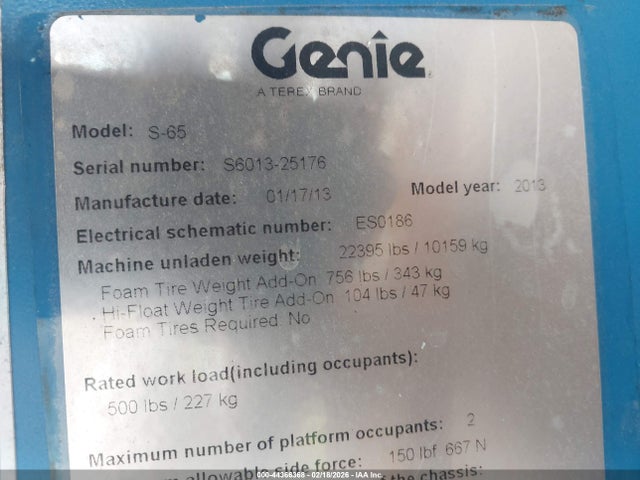 Genie
A TEREX BRAND
Model: S-65
Serial number: S6013-25176
Manufacture date: 01/17/13 Model year: 2013
Electrical schematic number: ES0186
Machine unladen weight: 22395 lbs / 10159 kg
Foam Tire Weight Add-On 756 lbs / 343 kg
Hi-Float Weight Tire Add-On 104 lbs / 47 kg
Foam Tires Required No
Rated work load(including occupants):
500 lbs / 227 kg
Maximum number of platform occupants: 2
allowable side force: 150 lbf 667 N
of the chassis:
000-44368368 - 02/18/2026 - IAA Inc.